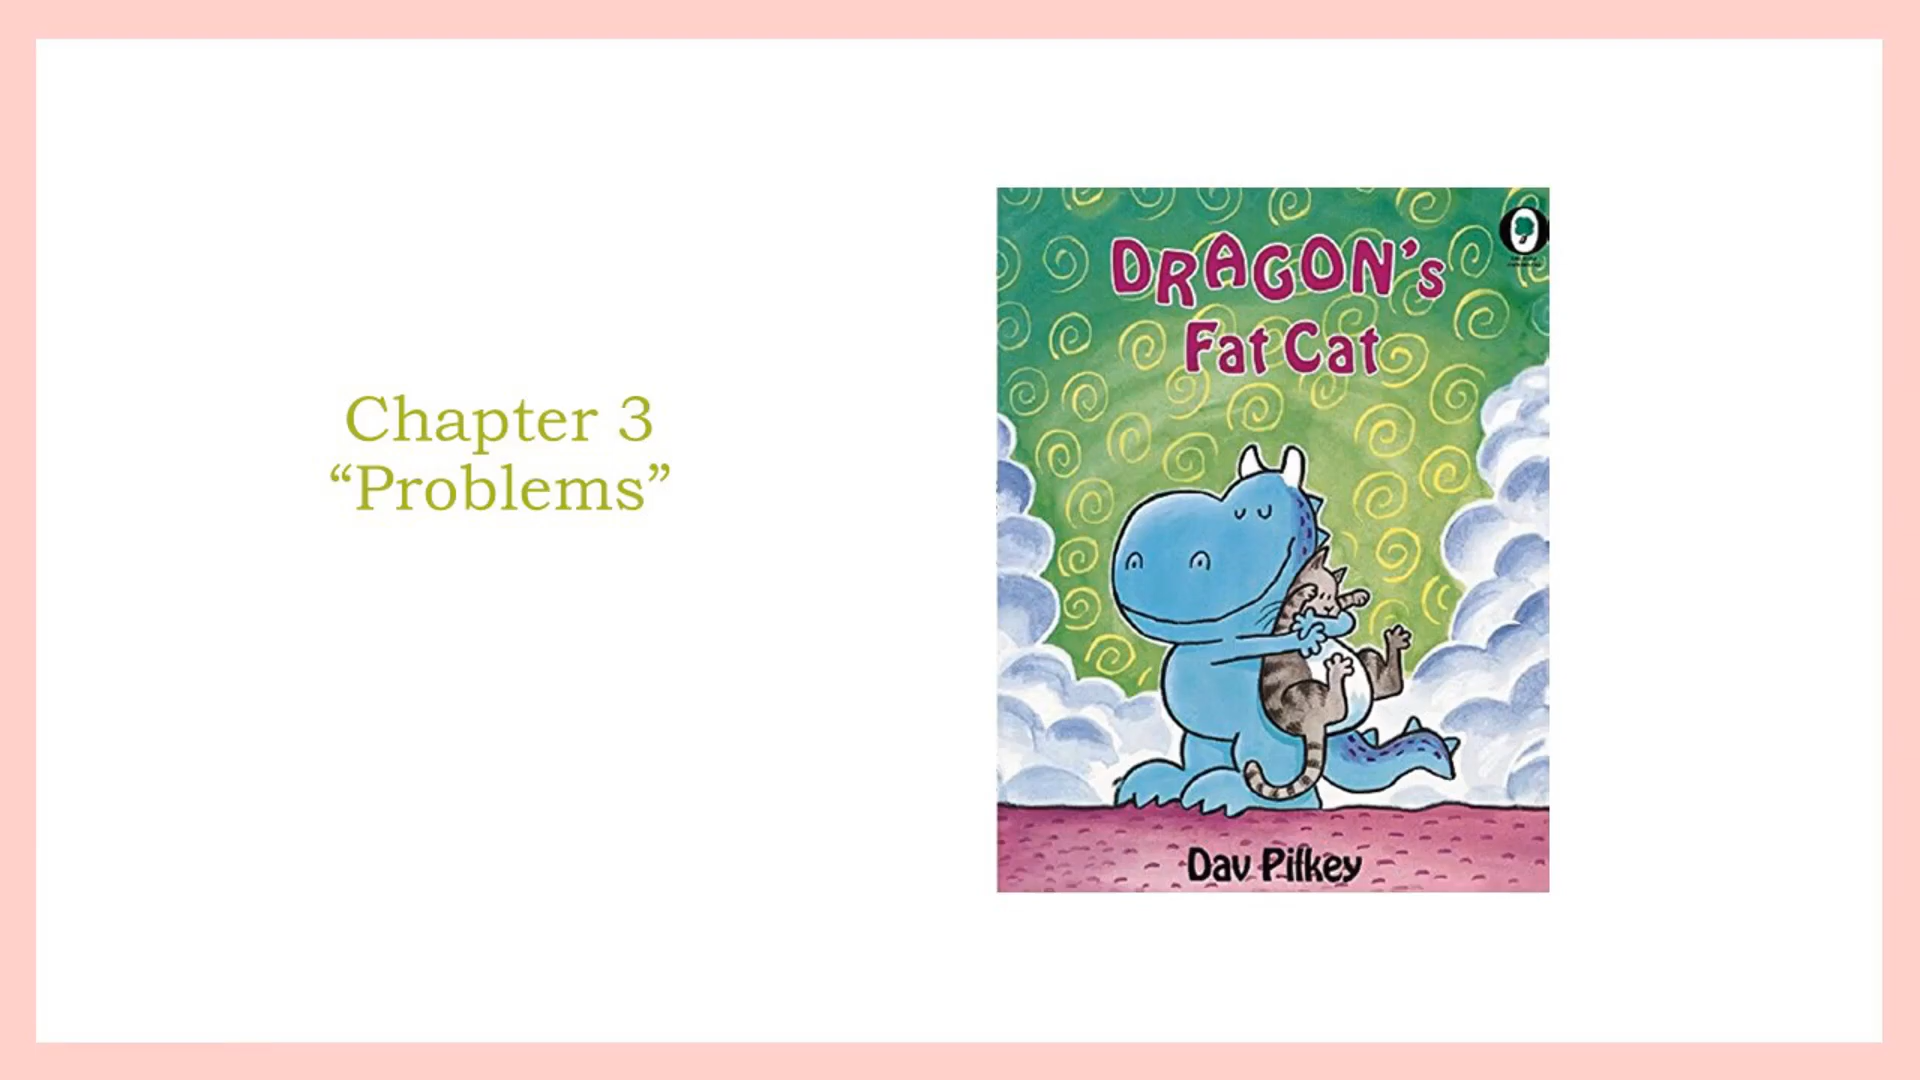 Chapter 3
“Problems”
DRAGON's
Fat Cat
Dav Pilkey